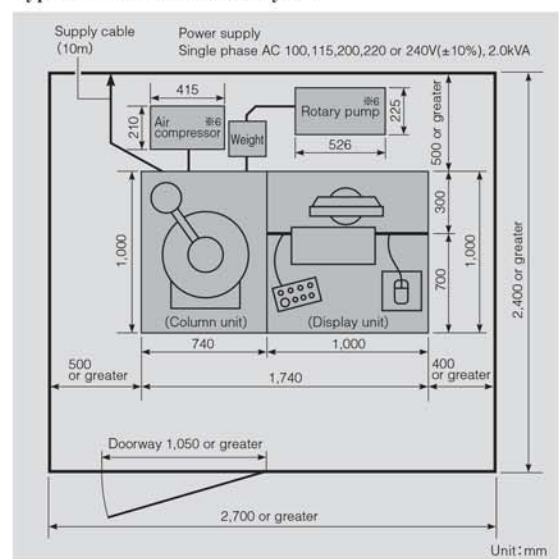 Supply cable
(10m)
Power supply
Single phase AC 100,115,200,220 or 240V(±10%), 2.0kVA
415
210
Air ※6
compressor
Weight
Rotary pump ※6
225
526
500 or greater
300
700
1,000
1,000
2,400 or greater
(Column unit)
(Display unit)
740
1,000
500
or greater
400
or greater
1,740
Doorway 1,050 or greater
2,700 or greater
Unit:mm